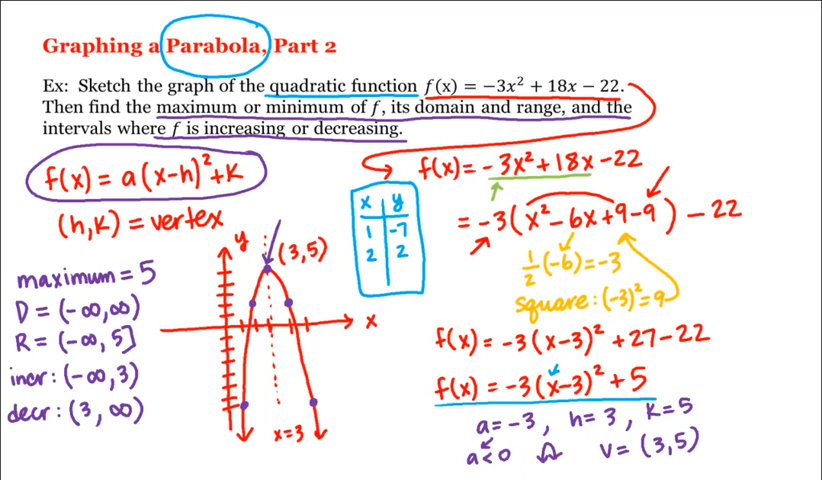 Graphing a Parabola, Part 2
Ex: Sketch the graph of the quadratic function f(x) = −3x² + 18x − 22.
Then find the maximum or minimum of f, its domain and range, and the
intervals where f is increasing or decreasing.
f(x) = a(x-h)² + k
(h,k) = vertex
f(x) = -3x² + 18x - 22
= -3(x² - 6x + 9 - 9) - 22
½(-6) = -3
square: (-3)² = 9
f(x) = -3(x-3)² + 27 - 22
f(x) = -3(x-3)² + 5
a = -3, h = 3, k = 5
a < 0 v = (3,5)
x y
1 -7
2 2
y
(3,5)
x
x=3
maximum = 5
D = (-∞,∞)
R = (-∞, 5]
incr: (-∞,3)
decr: (3, ∞)